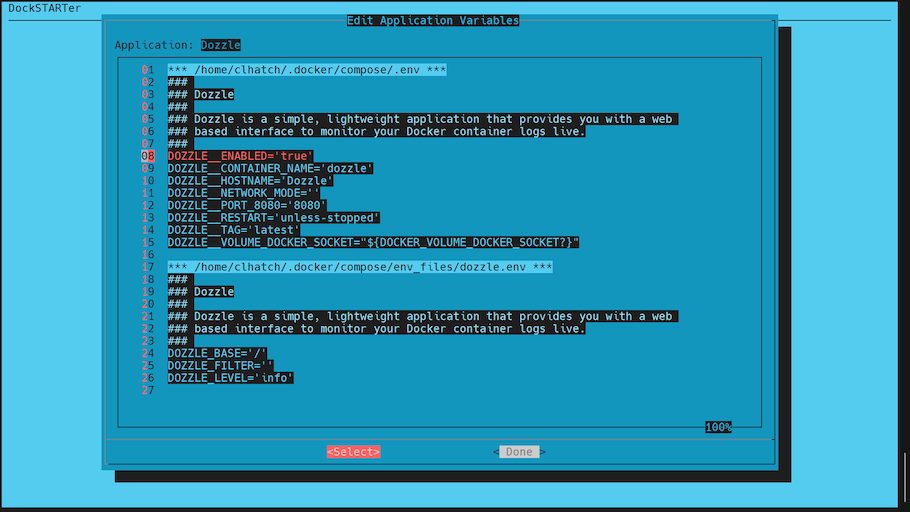 DockSTARTer
Edit Application Variables
Application: Dozzle
01 *** /home/clhatch/.docker/compose/.env ***
02 ###
03 ### Dozzle
04 ###
05 ### Dozzle is a simple, lightweight application that provides you with a web
06 ### based interface to monitor your Docker container logs live.
07 ###
08 DOZZLE__ENABLED='true'
09 DOZZLE__CONTAINER_NAME='dozzle'
10 DOZZLE__HOSTNAME='Dozzle'
11 DOZZLE__NETWORK_MODE=''
12 DOZZLE__PORT_8080='8080'
13 DOZZLE__RESTART='unless-stopped'
14 DOZZLE__TAG='latest'
15 DOZZLE__VOLUME_DOCKER_SOCKET="${DOCKER_VOLUME_DOCKER_SOCKET?}"
16
17 *** /home/clhatch/.docker/compose/env_files/dozzle.env ***
18 ###
19 ### Dozzle
20 ###
21 ### Dozzle is a simple, lightweight application that provides you with a web
22 ### based interface to monitor your Docker container logs live.
23 ###
24 DOZZLE_BASE='/'
25 DOZZLE_FILTER=''
26 DOZZLE_LEVEL='info'
27
100%
<Select> < Done >